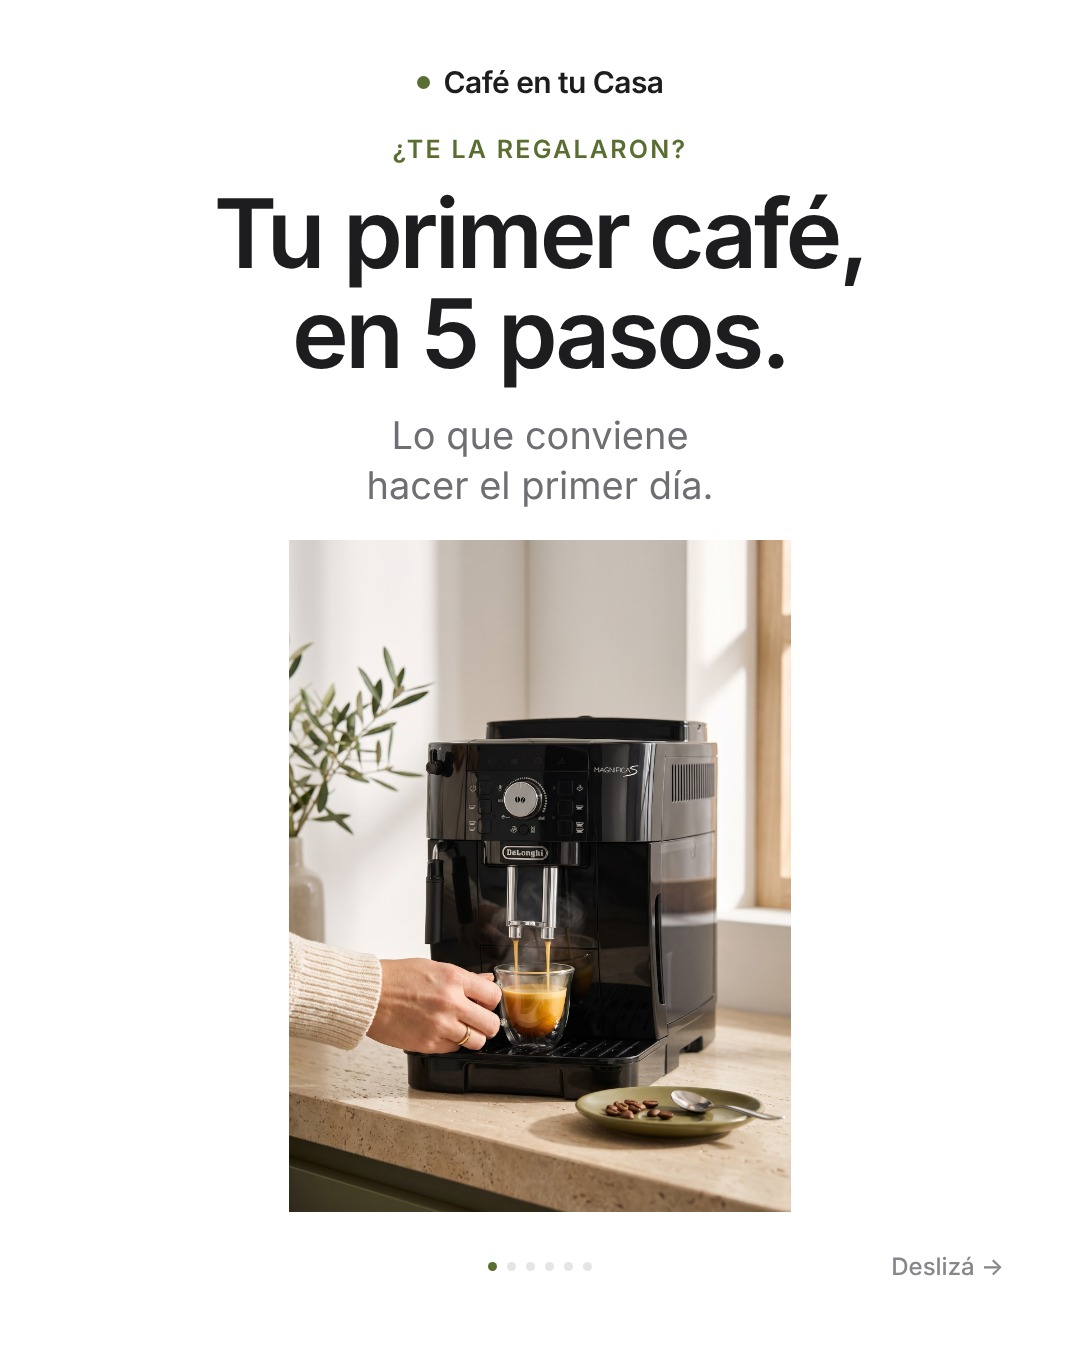 Café en tu Casa
¿TE LA REGALARON?
Tu primer café,
en 5 pasos.
Lo que conviene
hacer el primer día.
MAGNIFICA S
DeLonghi
Deslizá →